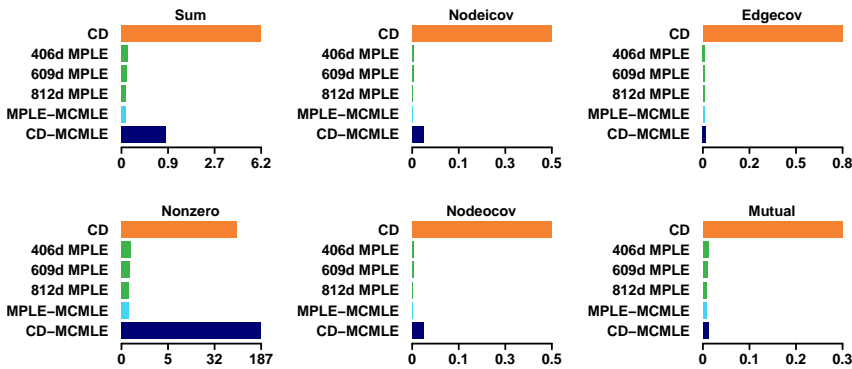 Sum
CD
406d MPLE
609d MPLE
812d MPLE
MPLE−MCMLE
CD−MCMLE
0 0.9 2.7 6.2
Nodeicov
CD
406d MPLE
609d MPLE
812d MPLE
MPLE−MCMLE
CD−MCMLE
0 0.1 0.3 0.5
Edgecov
CD
406d MPLE
609d MPLE
812d MPLE
MPLE−MCMLE
CD−MCMLE
0 0.2 0.5 0.8
Nonzero
CD
406d MPLE
609d MPLE
812d MPLE
MPLE−MCMLE
CD−MCMLE
0 5 32 187
Nodeocov
CD
406d MPLE
609d MPLE
812d MPLE
MPLE−MCMLE
CD−MCMLE
0 0.1 0.3 0.5
Mutual
CD
406d MPLE
609d MPLE
812d MPLE
MPLE−MCMLE
CD−MCMLE
0 0.1 0.2 0.3